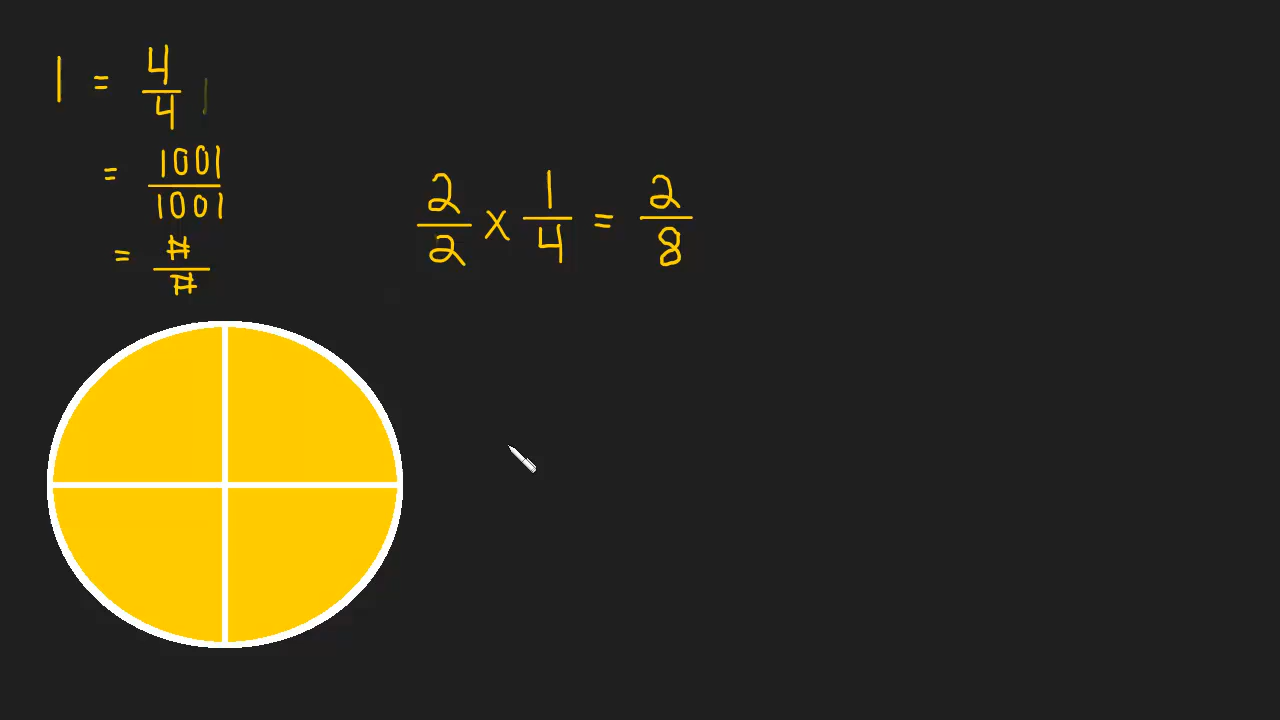 1 = 4/4
= 1001/1001
= #/#
2/2 x 1/4 = 2/8